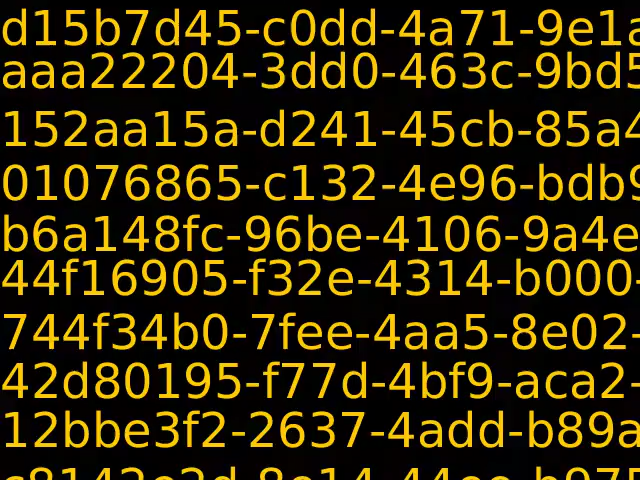 d15b7d45-c0dd-4a71-9e1a
aaa22204-3dd0-463c-9bd5
152aa15a-d241-45cb-85a4
01076865-c132-4e96-bdb9
b6a148fc-96be-4106-9a4e
44f16905-f32e-4314-b000-
744f34b0-7fee-4aa5-8e02-
42d80195-f77d-4bf9-aca2-
12bbe3f2-2637-4add-b89a